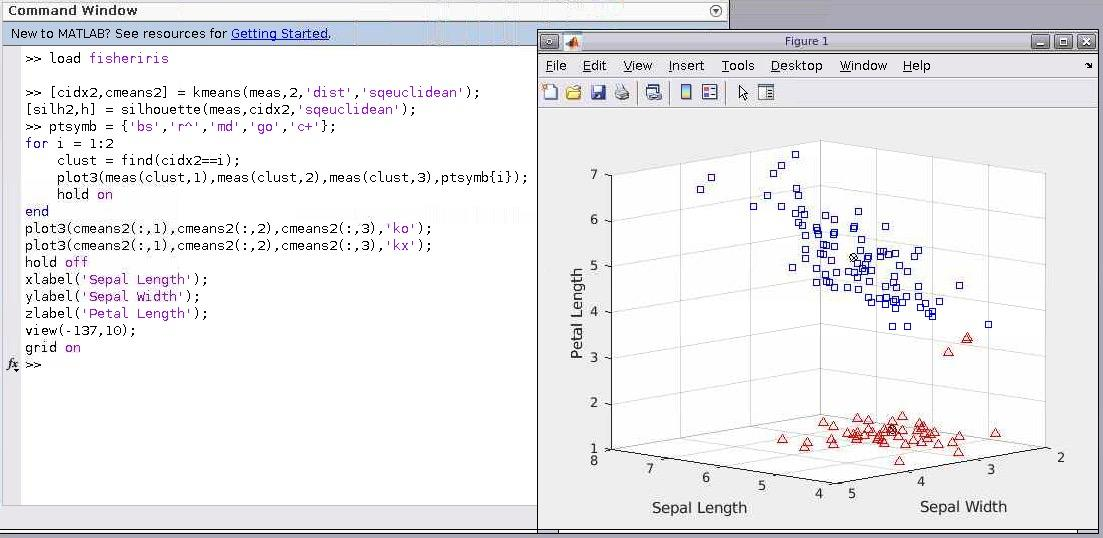 Command Window
New to MATLAB? See resources for Getting Started.
>> load fisheriris
>> [cidx2,cmeans2] = kmeans(meas,2,'dist','sqeuclidean');
[silh2,h] = silhouette(meas,cidx2,'sqeuclidean');
>> ptsymb = {'bs','r^','md','go','c+'};
for i = 1:2
    clust = find(cidx2==i);
    plot3(meas(clust,1),meas(clust,2),meas(clust,3),ptsymb{i});
    hold on
end
plot3(cmeans2(:,1),cmeans2(:,2),cmeans2(:,3),'ko');
plot3(cmeans2(:,1),cmeans2(:,2),cmeans2(:,3),'kx');
hold off
xlabel('Sepal Length');
ylabel('Sepal Width');
zlabel('Petal Length');
view(-137,10);
grid on
fx >>
Figure 1
File Edit View Insert Tools Desktop Window Help
7
6
5
4
3
2
1
Petal Length
8
7
6
5
4
Sepal Length
5
4
3
2
Sepal Width